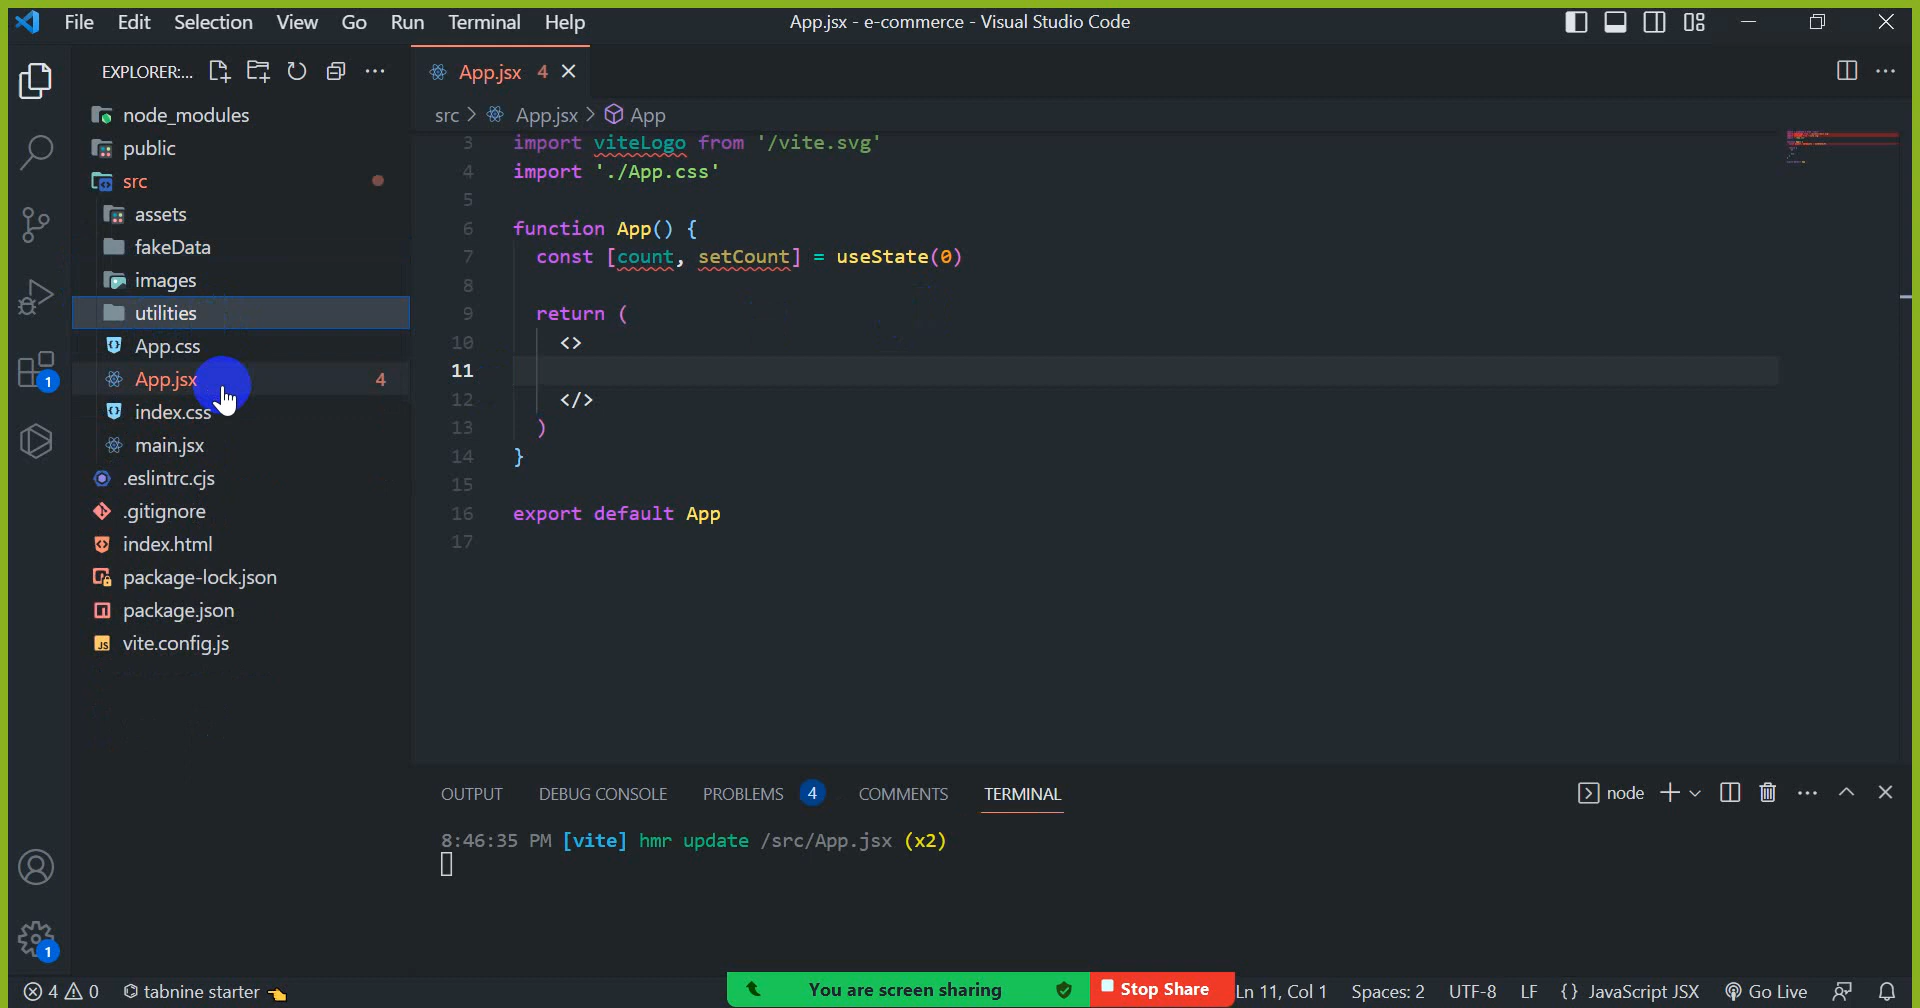 File Edit Selection View Go Run Terminal Help App.jsx - e-commerce - Visual Studio Code
EXPLORER:...
App.jsx 4
src > App.jsx > App
node_modules
public
src
assets
fakeData
images
utilities
App.css
App.jsx 4
index.css
main.jsx
.eslintrc.cjs
.gitignore
index.html
package-lock.json
package.json
vite.config.js
1
1
3 import viteLogo from '/vite.svg'
4 import './App.css'
5
6 function App() {
7 const [count, setCount] = useState(0)
8
9 return (
10 <>
11
12 </>
13 )
14 }
15
16 export default App
17
OUTPUT DEBUG CONSOLE PROBLEMS 4 COMMENTS TERMINAL node
8:46:35 PM [vite] hmr update /src/App.jsx (x2)
4 0 tabnine starter You are screen sharing Stop Share Ln 11, Col 1 Spaces: 2 UTF-8 LF {} JavaScript JSX Go Live